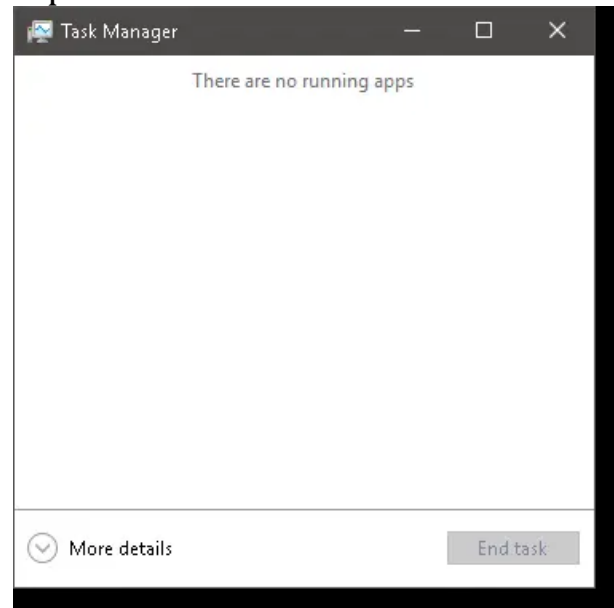 Task Manager
There are no running apps
More details
End task